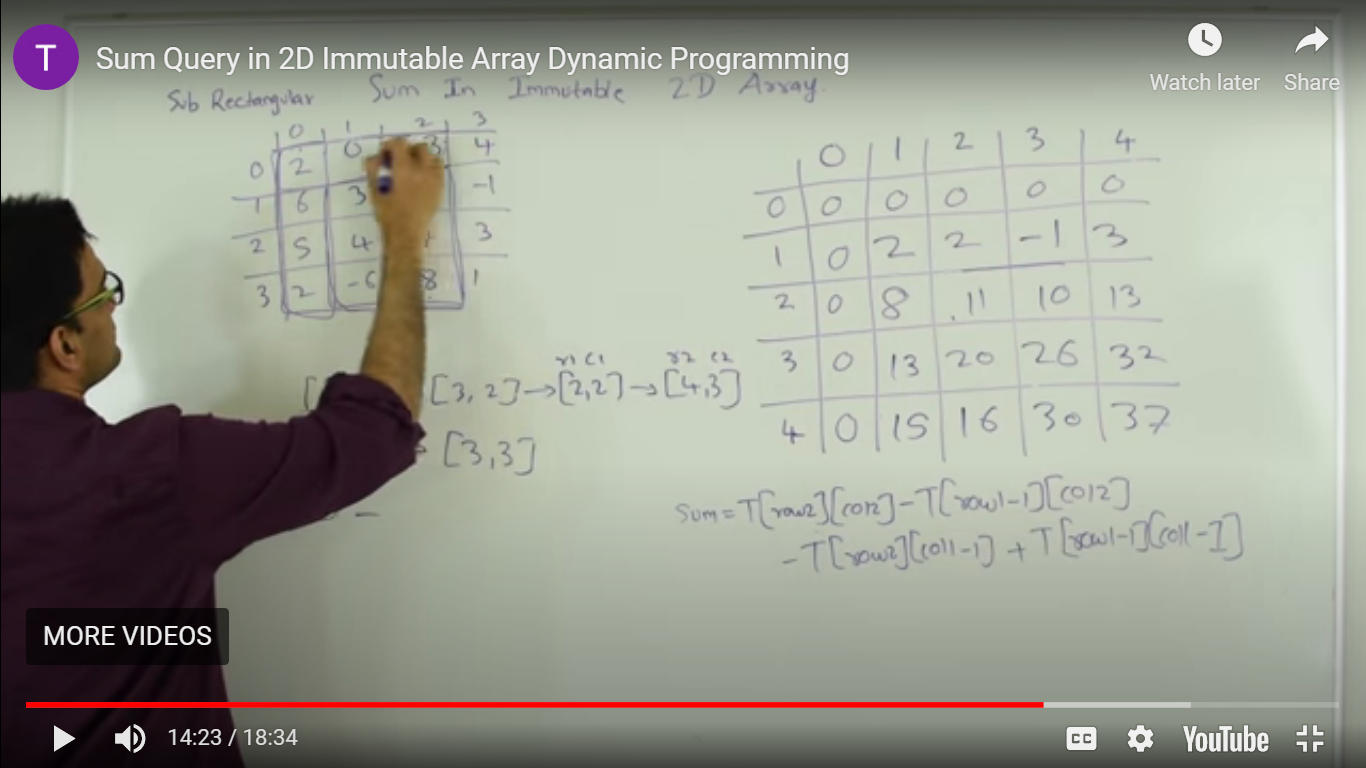 T
Sum Query in 2D Immutable Array Dynamic Programming
Watch later
Share
Sub Rectangular Sum In Immutable 2D Array.
0 1 2 3
0 2 0 -3 4
1 6 3 -1
2 5 4 3
3 2 -6 8 1
r1 c1 r2 c2
[3, 2] → [2,2] → [4,3]
[3,3]
0 1 2 3 4
0 0 0 0 0 0
1 0 2 2 -1 3
2 0 8 11 10 13
3 0 13 20 26 32
4 0 15 16 30 37
Sum = T[row2][col2] - T[row1-1][col2]
- T[row2][col1-1] + T[row1-1][col1-1]
MORE VIDEOS
14:23 / 18:34
CC
YouTube